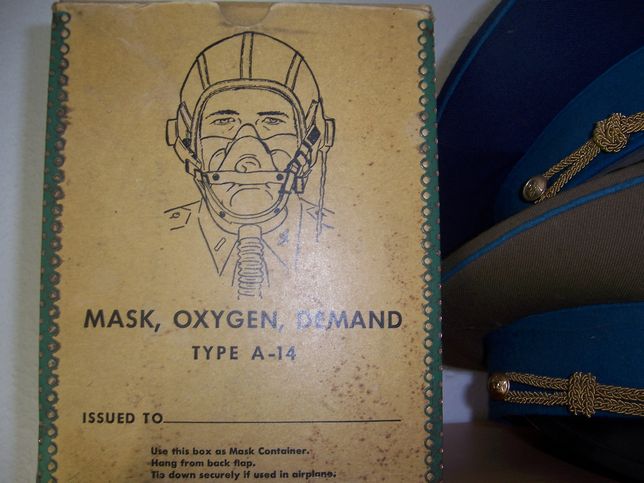 MASK, OXYGEN, DEMAND
TYPE A-14
ISSUED TO
Use this box as Mask Container.
Hang from back flap.
Tie down securely if used in airplane.